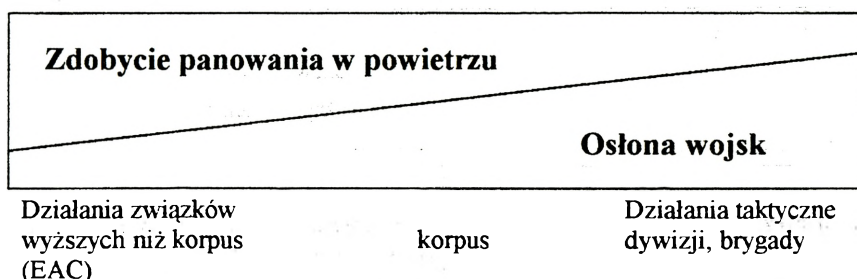 Zdobycie panowania w powietrzu
Osłona wojsk
Działania związków
wyższych niż korpus
(EAC)
korpus
Działania taktyczne
dywizji, brygady